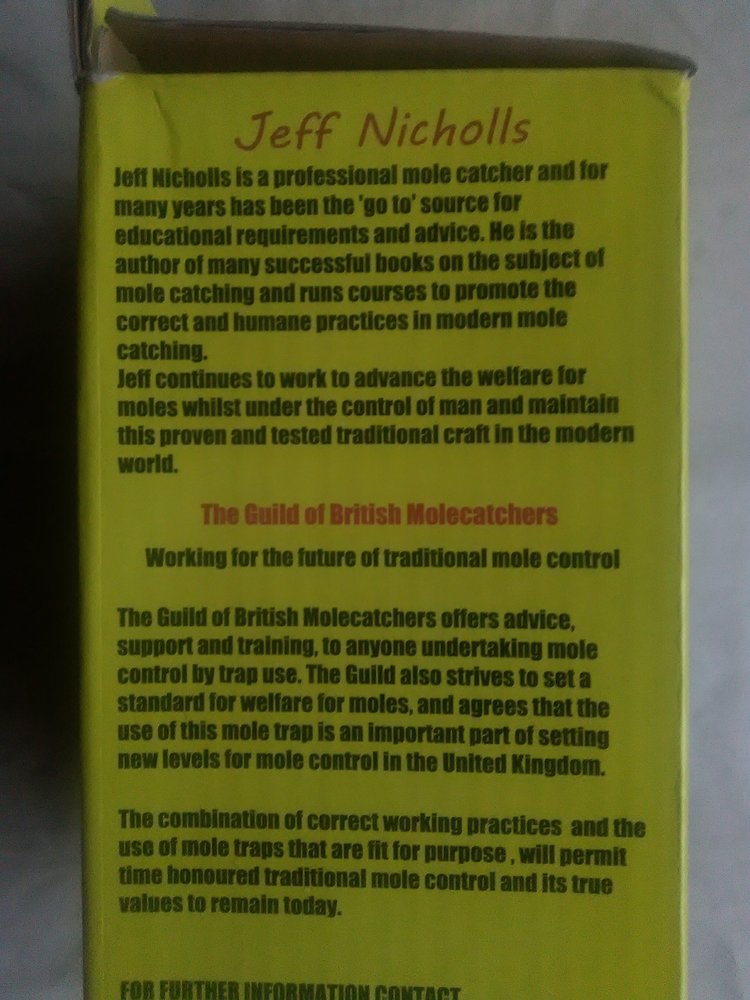 Jeff Nicholls
Jeff Nicholls is a professional mole catcher and for
many years has been the 'go to' source for
educational requirements and advice. He is the
author of many successful books on the subject of
mole catching and runs courses to promote the
correct and humane practices in modern mole
catching.
Jeff continues to work to advance the welfare for
moles whilst under the control of man and maintain
this proven and tested traditional craft in the modern
world.
The Guild of British Molecatchers
Working for the future of traditional mole control
The Guild of British Molecatchers offers advice,
support and training, to anyone undertaking mole
control by trap use. The Guild also strives to set a
standard for welfare for moles, and agrees that the
use of this mole trap is an important part of setting
new levels for mole control in the United Kingdom.
The combination of correct working practices and the
use of mole traps that are fit for purpose , will permit
time honoured traditional mole control and its true
values to remain today.
FOR FURTHER INFORMATION CONTACT